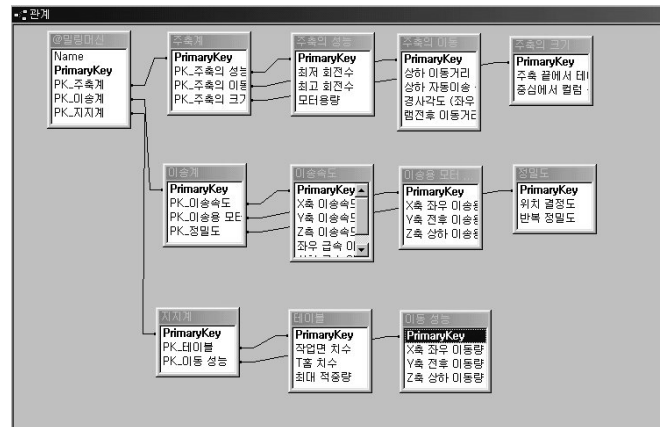 관계
@밀링머신
Name
PrimaryKey
PK_주축계
PK_이송계
PK_지지계
주축계
PrimaryKey
PK_주축의 성능
PK_주축의 이동
PK_주축의 크기
주축의 성능
PrimaryKey
최저 회전수
최고 회전수
모터용량
주축의 이동
PrimaryKey
상하 이동거리
상하 자동이송
경사각도 (좌우
램전후 이동거리
주축의 크기
PrimaryKey
주축 끝에서 테이
중심에서 컬럼
이송계
PrimaryKey
PK_이송속도
PK_이송용 모터
PK_정밀도
이송속도
PrimaryKey
X축 이송속도
Y축 이송속도
Z축 이송속도
좌우 급속 이
이송용 모터 ...
PrimaryKey
X축 좌우 이송용
Y축 전후 이송용
Z축 상하 이송용
정밀도
PrimaryKey
위치 결정도
반복 정밀도
지지계
PrimaryKey
PK_테이블
PK_이동 성능
테이블
PrimaryKey
작업면 치수
T홈 치수
최대 적중량
이동 성능
PrimaryKey
X축 좌우 이동량
Y축 전후 이동량
Z축 상하 이동량